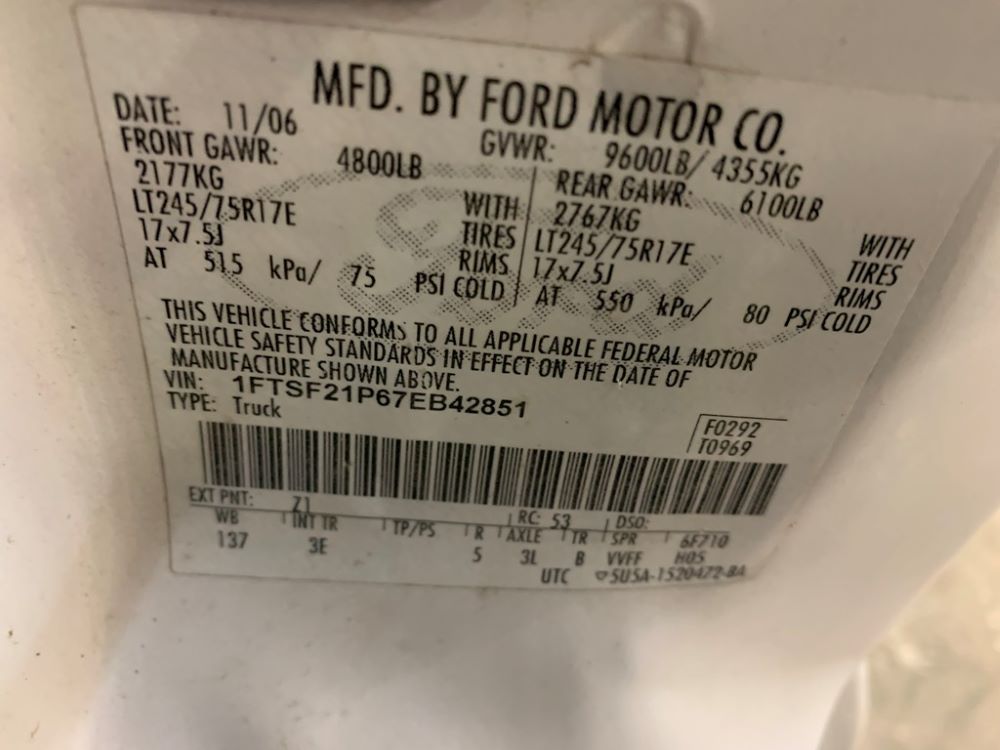 MFD. BY FORD MOTOR CO.
DATE: 11/06 GVWR: 9600LB/ 4355KG
FRONT GAWR: 4800LB REAR GAWR: 6100LB
2177KG WITH 2767KG WITH
LT245/75R17E TIRES LT245/75R17E TIRES
17x7.5J RIMS 17x7.5J RIMS
AT 515 kPa/ 75 PSI COLD AT 550 kPa/ 80 PSI COLD
THIS VEHICLE CONFORMS TO ALL APPLICABLE FEDERAL MOTOR
VEHICLE SAFETY STANDARDS IN EFFECT ON THE DATE OF
MANUFACTURE SHOWN ABOVE.
VIN: 1FTSF21P67EB42851
TYPE: Truck
F0292
T0969
EXT PNT: Z1 RC: 53 DSO:
WB INT TR TP/PS R AXLE TR SPR 6F710
137 3E 5 3L B VVFF H05
UTC 5U5A-1520472-BA